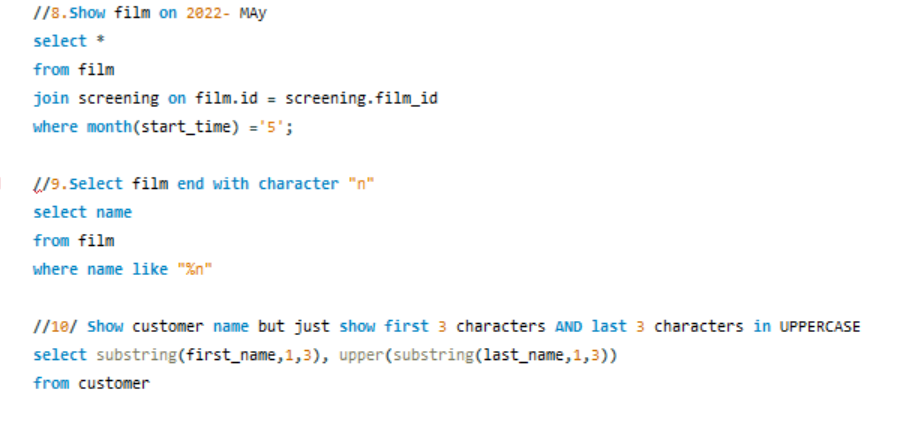 //8.Show film on 2022- MAy
select *
from film
join screening on film.id = screening.film_id
where month(start_time) ='5';
//9.Select film end with character "n"
select name
from film
where name like "%n"
//10/ Show customer name but just show first 3 characters AND last 3 characters in UPPERCASE
select substring(first_name,1,3), upper(substring(last_name,1,3))
from customer